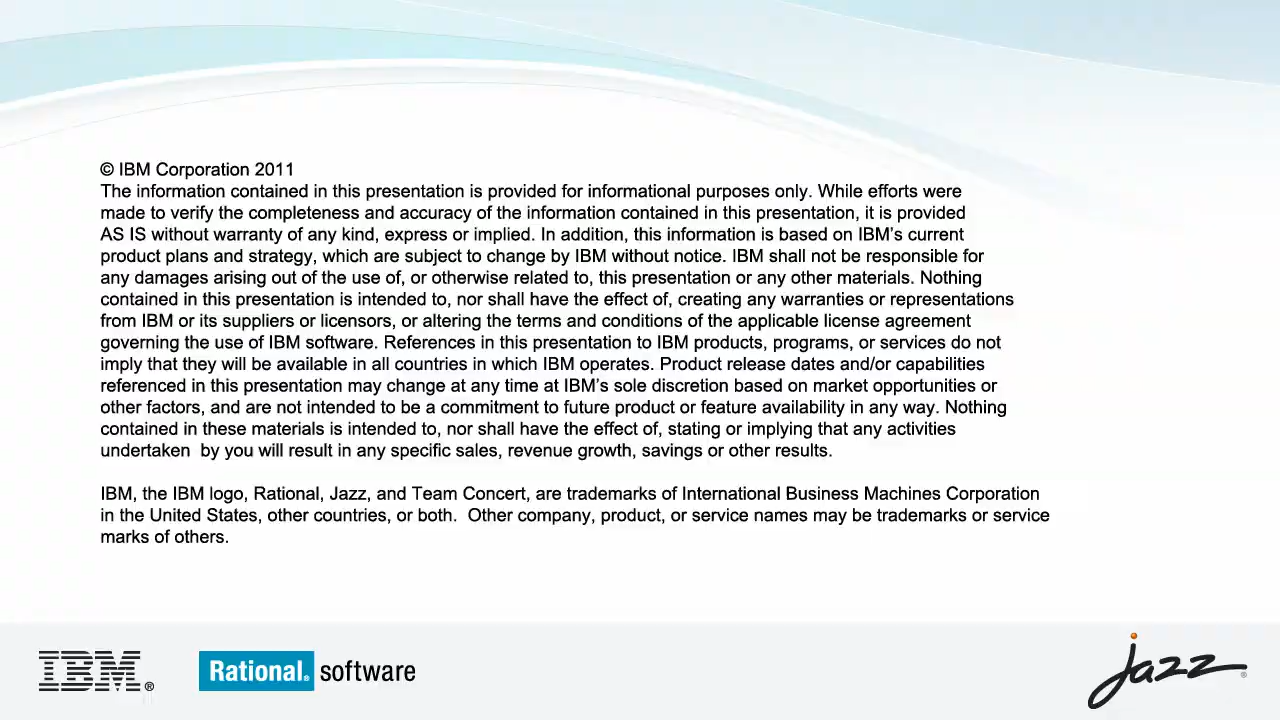 © IBM Corporation 2011
The information contained in this presentation is provided for informational purposes only. While efforts were
made to verify the completeness and accuracy of the information contained in this presentation, it is provided
AS IS without warranty of any kind, express or implied. In addition, this information is based on IBM’s current
product plans and strategy, which are subject to change by IBM without notice. IBM shall not be responsible for
any damages arising out of the use of, or otherwise related to, this presentation or any other materials. Nothing
contained in this presentation is intended to, nor shall have the effect of, creating any warranties or representations
from IBM or its suppliers or licensors, or altering the terms and conditions of the applicable license agreement
governing the use of IBM software. References in this presentation to IBM products, programs, or services do not
imply that they will be available in all countries in which IBM operates. Product release dates and/or capabilities
referenced in this presentation may change at any time at IBM’s sole discretion based on market opportunities or
other factors, and are not intended to be a commitment to future product or feature availability in any way. Nothing
contained in these materials is intended to, nor shall have the effect of, stating or implying that any activities
undertaken  by you will result in any specific sales, revenue growth, savings or other results.
IBM, the IBM logo, Rational, Jazz, and Team Concert, are trademarks of International Business Machines Corporation
in the United States, other countries, or both.  Other company, product, or service names may be trademarks or service
marks of others.
IBM® Rational® software jazz®